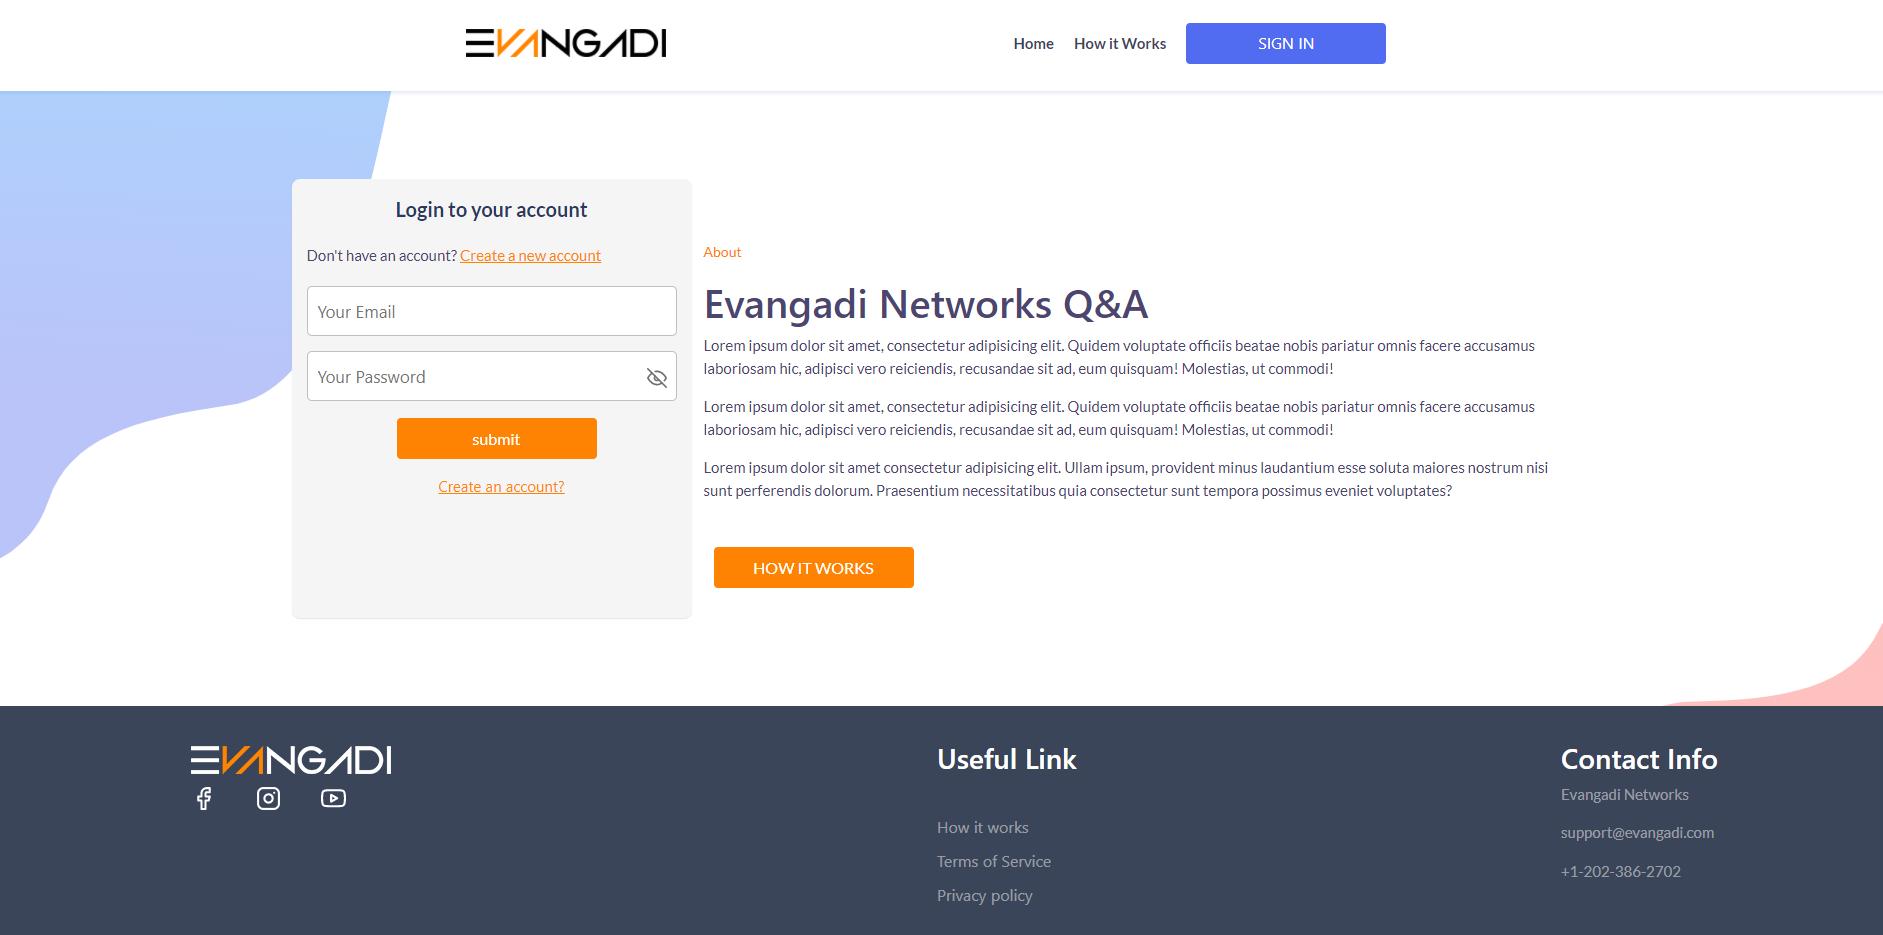 EVANGADI
Home
How it Works
SIGN IN
Login to your account
Don't have an account? Create a new account
Your Email
Your Password
submit
Create an account?
About
Evangadi Networks Q&A
Lorem ipsum dolor sit amet, consectetur adipisicing elit. Quidem voluptate officiis beatae nobis pariatur omnis facere accusamus
laboriosam hic, adipisci vero reiciendis, recusandae sit ad, eum quisquam! Molestias, ut commodi!
Lorem ipsum dolor sit amet, consectetur adipisicing elit. Quidem voluptate officiis beatae nobis pariatur omnis facere accusamus
laboriosam hic, adipisci vero reiciendis, recusandae sit ad, eum quisquam! Molestias, ut commodi!
Lorem ipsum dolor sit amet consectetur adipisicing elit. Ullam ipsum, provident minus laudantium esse soluta maiores nostrum nisi
sunt perferendis dolorum. Praesentium necessitatibus quia consectetur sunt tempora possimus eveniet voluptates?
HOW IT WORKS
EVANGADI
Useful Link
How it works
Terms of Service
Privacy policy
Contact Info
Evangadi Networks
support@evangadi.com
+1-202-386-2702